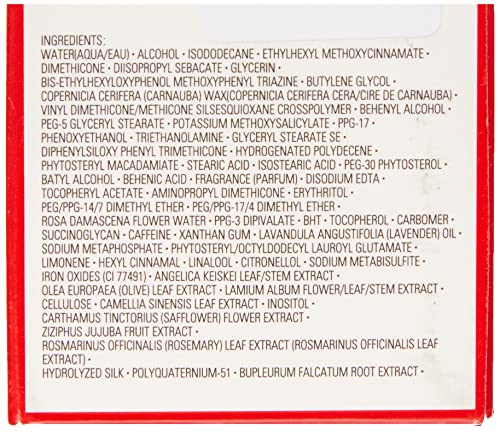 INGREDIENTS:
WATER(AQUA/EAU) • ALCOHOL • ISODODECANE • ETHYLHEXYL METHOXYCINNAMATE •
DIMETHICONE • DIISOPROPYL SEBACATE • GLYCERIN •
BIS-ETHYLHEXYLOXYPHENOL METHOXYPHENYL TRIAZINE • BUTYLENE GLYCOL •
COPERNICIA CERIFERA (CARNAUBA) WAX(COPERNICIA CERIFERA CERA/CIRE DE CARNAUBA) •
VINYL DIMETHICONE/METHICONE SILSESQUIOXANE CROSSPOLYMER • BEHENYL ALCOHOL •
PEG-5 GLYCERYL STEARATE • POTASSIUM METHOXYSALICYLATE • PPG-17 •
PHENOXYETHANOL • TRIETHANOLAMINE • GLYCERYL STEARATE SE •
DIPHENYLSILOXY PHENYL TRIMETHICONE • HYDROGENATED POLYDECENE •
PHYTOSTERYL MACADAMIATE • STEARIC ACID • ISOSTEARIC ACID • PEG-30 PHYTOSTEROL •
BATYL ALCOHOL • BEHENIC ACID • FRAGRANCE (PARFUM) • DISODIUM EDTA •
TOCOPHERYL ACETATE • AMINOPROPYL DIMETHICONE • ERYTHRITOL •
PEG/PPG-14/7 DIMETHYL ETHER • PEG/PPG-17/4 DIMETHYL ETHER •
ROSA DAMASCENA FLOWER WATER • PPG-3 DIPIVALATE • BHT • TOCOPHEROL • CARBOMER •
SUCCINOGLYCAN • CAFFEINE • XANTHAN GUM • LAVANDULA ANGUSTIFOLIA (LAVENDER) OIL •
SODIUM METAPHOSPHATE • PHYTOSTERYL/OCTYLDODECYL LAUROYL GLUTAMATE •
LIMONENE • HEXYL CINNAMAL • LINALOOL • CITRONELLOL • SODIUM METABISULFITE •
IRON OXIDES (CI 77491) • ANGELICA KEISKEI LEAF/STEM EXTRACT •
OLEA EUROPAEA (OLIVE) LEAF EXTRACT • LAMIUM ALBUM FLOWER/LEAF/STEM EXTRACT •
CELLULOSE • CAMELLIA SINENSIS LEAF EXTRACT • INOSITOL •
CARTHAMUS TINCTORIUS (SAFFLOWER) FLOWER EXTRACT •
ZIZIPHUS JUJUBA FRUIT EXTRACT •
ROSMARINUS OFFICINALIS (ROSEMARY) LEAF EXTRACT (ROSMARINUS OFFICINALIS LEAF
EXTRACT) •
HYDROLYZED SILK • POLYQUATERNIUM-51 • BUPLEURUM FALCATUM ROOT EXTRACT •